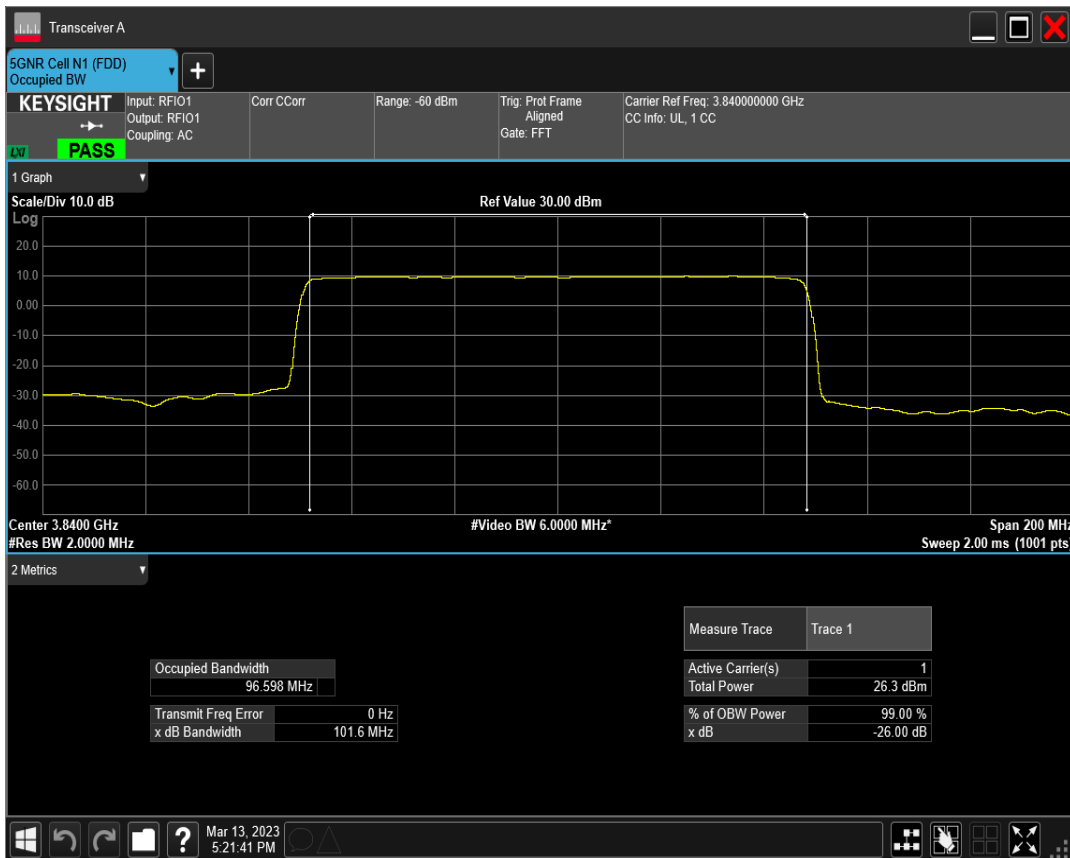 Transceiver A
5GNR Cell N1 (FDD)
Occupied BW
+
KEYSIGHT
LXI
PASS
Input: RFIO1
Output: RFIO1
Coupling: AC
Corr CCorr
Range: -60 dBm
Trig: Prot Frame
Aligned
Gate: FFT
Carrier Ref Freq: 3.840000000 GHz
CC Info: UL, 1 CC
1 Graph
Scale/Div 10.0 dB
Ref Value 30.00 dBm
Log
20.0
10.0
0.00
-10.0
-20.0
-30.0
-40.0
-50.0
-60.0
Center 3.8400 GHz
#Video BW 6.0000 MHz*
Span 200 MHz
#Res BW 2.0000 MHz
Sweep 2.00 ms (1001 pts)
2 Metrics
Measure Trace Trace 1
Occupied Bandwidth
96.598 MHz
Active Carrier(s) 1
Total Power 26.3 dBm
Transmit Freq Error 0 Hz
x dB Bandwidth 101.6 MHz
% of OBW Power 99.00 %
x dB -26.00 dB
?
Mar 13, 2023
5:21:41 PM